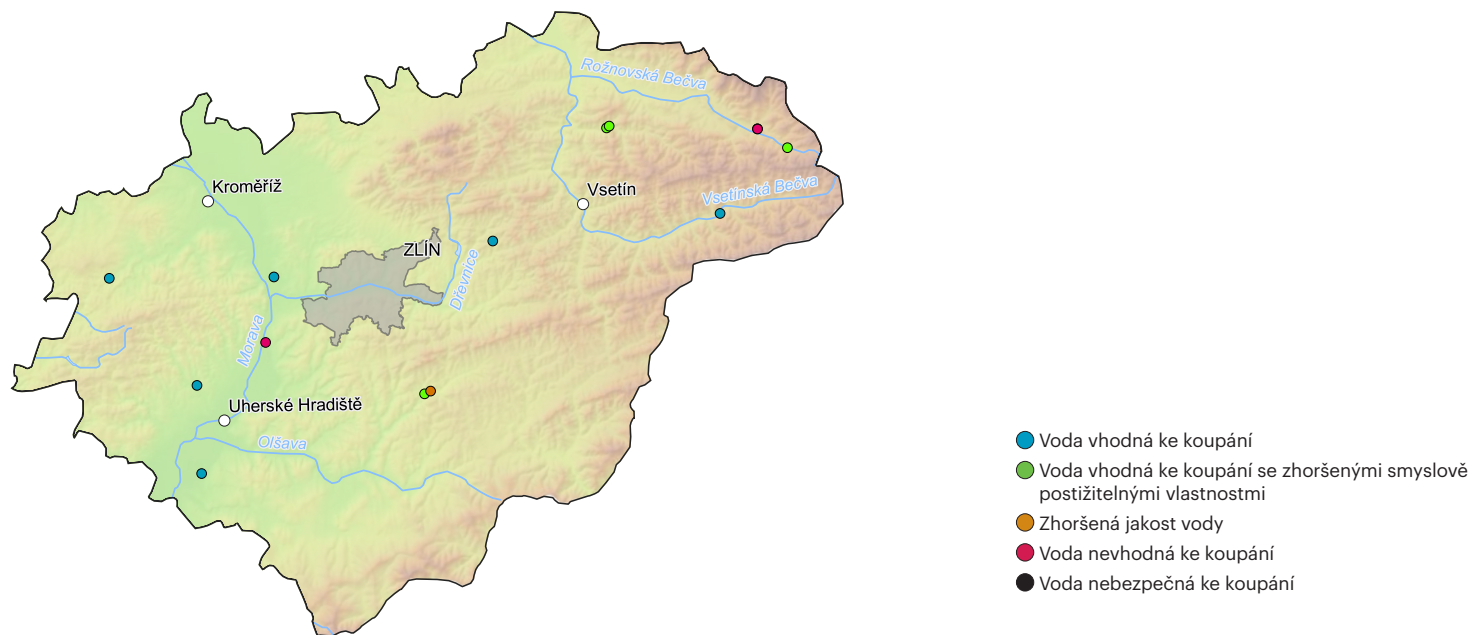 Rožnovská Bečva
Kroměříž
Vsetín
Vsetínská Bečva
ZLÍN
Dřevnice
Morava
Uherské Hradiště
Olšava
Voda vhodná ke koupání
Voda vhodná ke koupání se zhoršenými smyslově
postižitelnými vlastnostmi
Zhoršená jakost vody
Voda nevhodná ke koupání
Voda nebezpečná ke koupání